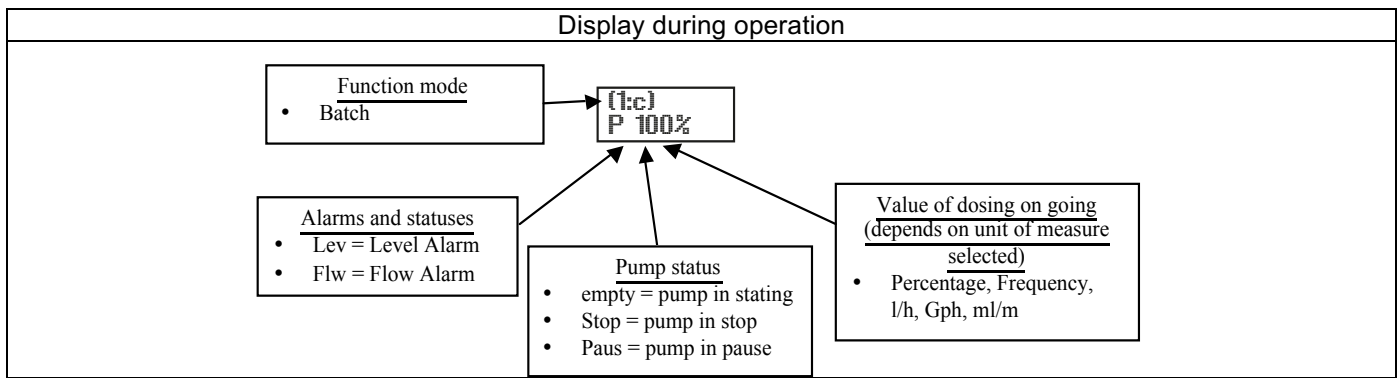 Display during operation
Function mode
• Batch
(1:c)
P 100%
Alarms and statuses
• Lev = Level Alarm
• Flw = Flow Alarm
Pump status
• empty = pump in stating
• Stop = pump in stop
• Paus = pump in pause
Value of dosing on going
(depends on unit of measure
selected)
• Percentage, Frequency,
l/h, Gph, ml/m